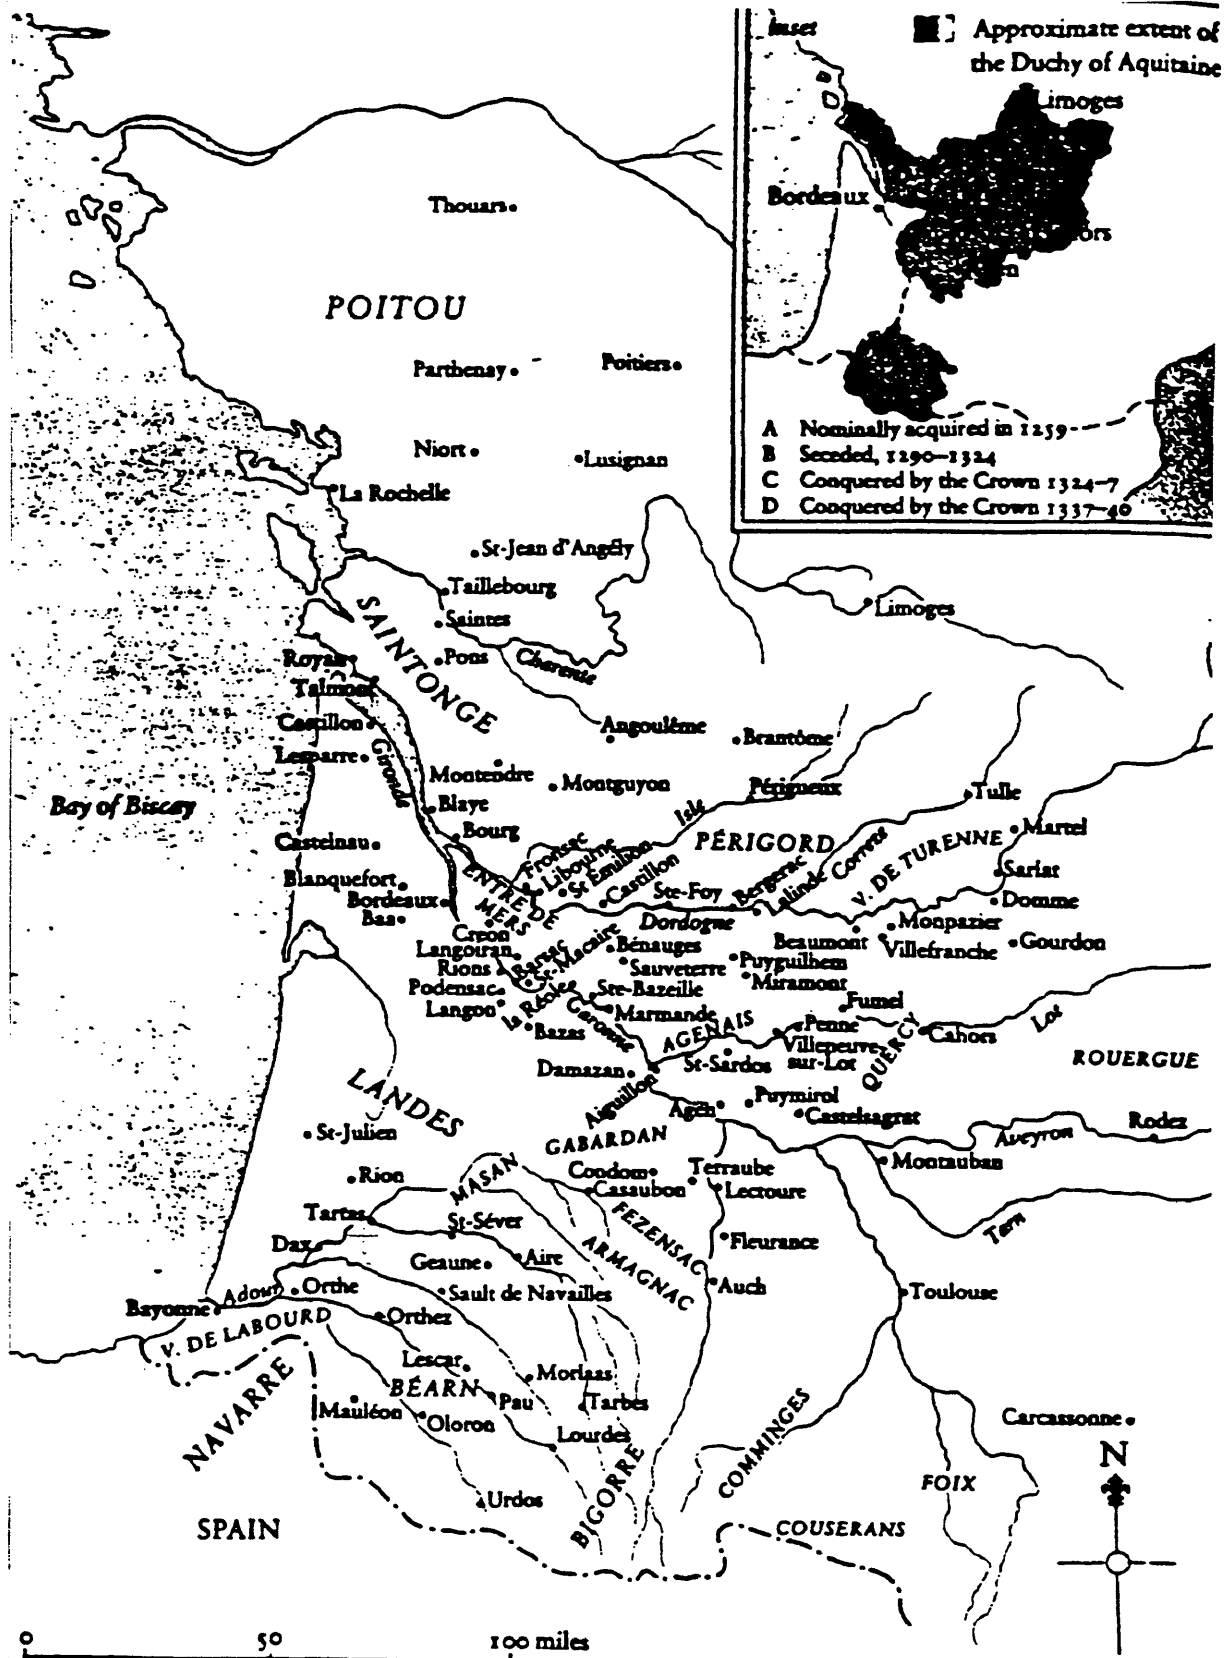 Inset
Approximate extent of
the Duchy of Aquitaine
Limoges
Bordeaux
A Nominally acquired in 1259
B Seceded, 1290–1324
C Conquered by the Crown 1324–7
D Conquered by the Crown 1337–40
Thouars
POITOU
Parthenay
Poitiers
Niort
Lusignan
La Rochelle
St-Jean d'Angély
Taillebourg
Limoges
SAINTONGE
Saintes
Royan
Pons
Charente
Talmont
Castillon
Angoulême
Brantôme
Lesparre
Gironde
Montendre
Montguyon
Périgueux
Tulle
Bay of Biscay
Blaye
Isle
Bourg
PÉRIGORD
Martel
Castelnau
Fronsac
Libourne
St Emilion
Castillon
V. DE TURENNE
Sarlat
Blanquefort
ENTRE DE
MERS
Ste-Foy
Bergerac
Lalinde
Correze
Domme
Bordeaux
Baa
Dordogne
Monpazier
Creon
Beaumont
Villefranche
Gourdon
Langoiran
Barsac
St-Macaire
Bénauges
Rions
Sauveterre
Puyguilhem
Miramont
Podensac
La Réole
Ste-Bazeille
Fumel
Langon
Garonne
Marmande
AGENAIS
Penne
QUERCY
Cahors
Lot
Bazas
Villeneuve-
sur-Lot
St-Sardos
ROUERGUE
Damazan
Aiguillon
LANDES
Agen
Puymirol
Castelsagrat
St-Julien
GABARDAN
Aveyron
Rodez
Montauban
Rion
MASAN
Condom
Terraube
Casaubon
Lectoure
Tartas
St-Séver
FEZENSAC
Tarn
Dax
Geaune
Aire
ARMAGNAC
Fleurance
Adour
Orthe
Sault de Navailles
Auch
Toulouse
Bayonne
Orthez
V. DE LABOURD
Lescar
Morlaas
NAVARRE
BÉARN
Pau
Tarbes
Mauléon
Oloron
Lourdes
COMMINGES
Carcassonne
N
Urdos
BIGORRE
FOIX
SPAIN
COUSERANS
0 50 100 miles